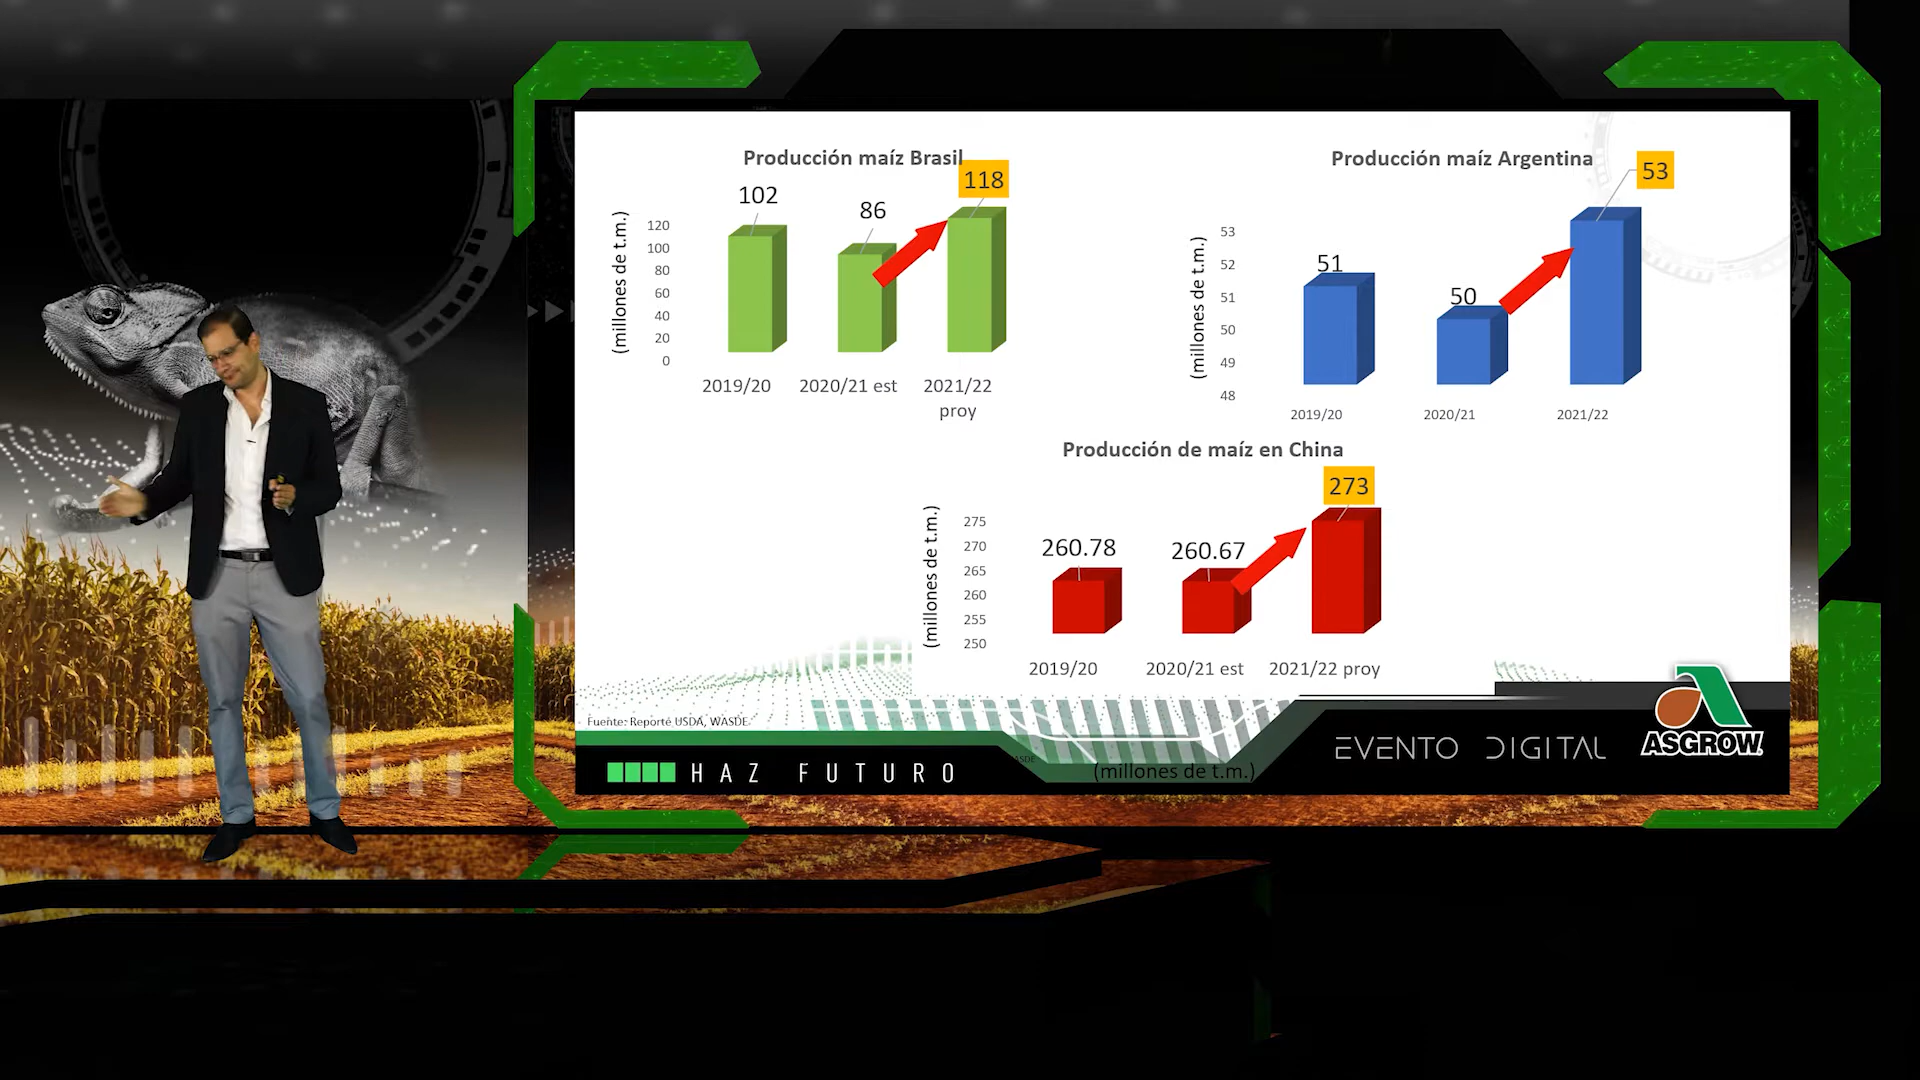 Producción maíz Brasil
118
102
86
(millones de t.m.)
120
100
80
60
40
20
0
2019/20
2020/21 est
2021/22
proy
Producción maíz Argentina
53
51
50
(millones de t.m.)
53
52
51
50
49
48
2019/20
2020/21
2021/22
Producción de maíz en China
273
260.78
260.67
(millones de t.m.)
275
270
265
260
255
250
2019/20
2020/21 est
2021/22 proy
Fuente: Reporté USDA, WASDE
HAZ FUTURO
(millones de t.m.)
EVENTO DIGITAL
ASGROW